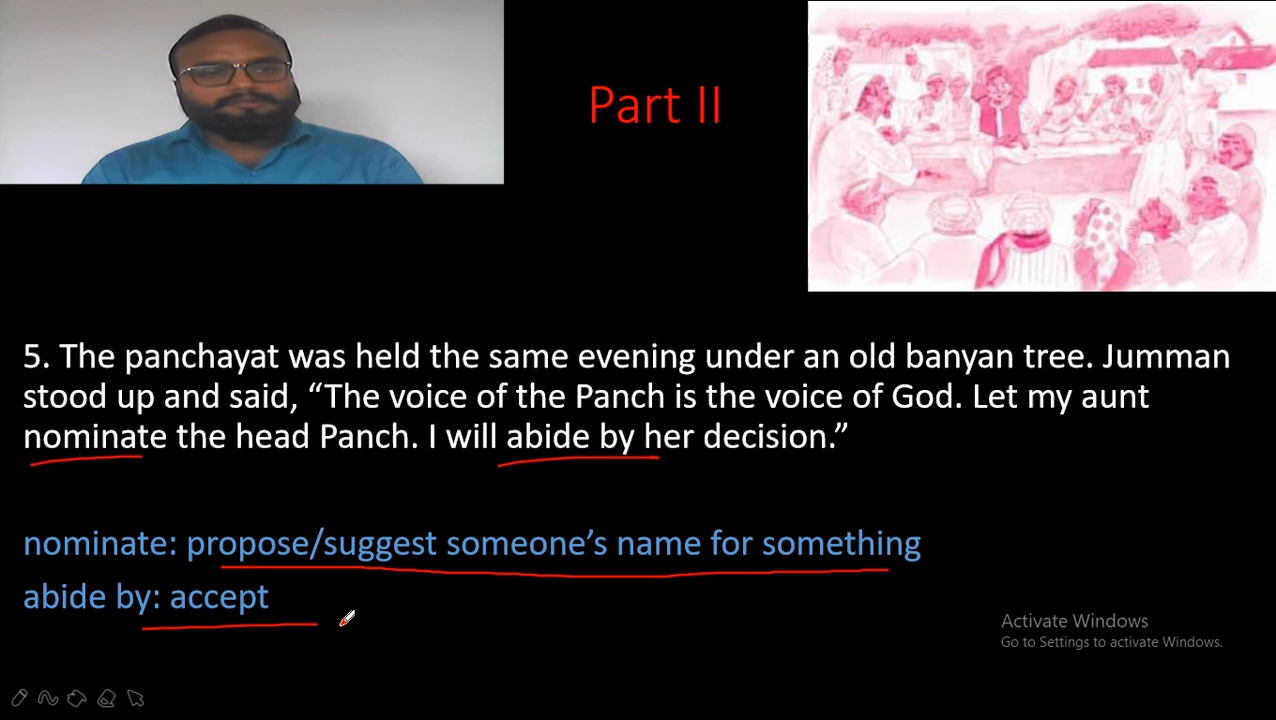 Part II
5. The panchayat was held the same evening under an old banyan tree. Jumman
stood up and said, “The voice of the Panch is the voice of God. Let my aunt
nominate the head Panch. I will abide by her decision.”
nominate: propose/suggest someone’s name for something
abide by: accept
Activate Windows
Go to Settings to activate Windows.